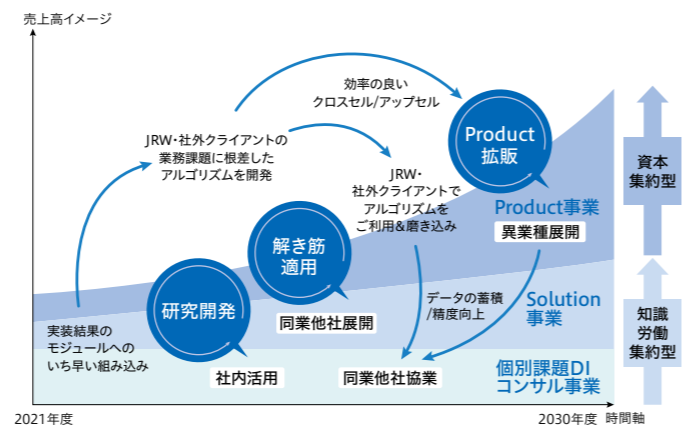 売上高イメージ
効率の良い
クロスセル/アップセル
JRW・社外クライアントの
業務課題に根差した
アルゴリズムを開発
Product
拡販
JRW・
社外クライアントで
アルゴリズムを
ご利用&磨き込み
資本
集約型
Product事業
異業種展開
解き筋
適用
研究開発
同業他社展開
データの蓄積
/精度向上
Solution
事業
知識
労働
集約型
実装結果の
モジュールへの
いち早い組み込み
社内活用
同業他社協業
個別課題DI
コンサル事業
2021年度
2030年度
時間軸